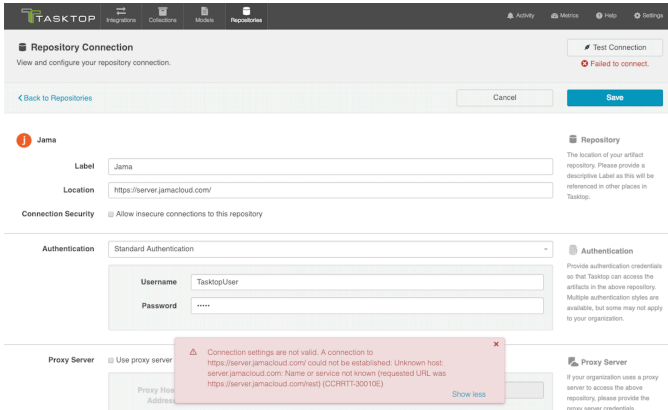 TASKTOP
Integrations
Collections
Models
Repositories
Activity
Metrics
Help
Settings
Repository Connection
View and configure your repository connection.
Test Connection
Failed to connect.
Back to Repositories
Cancel
Save
j
Jama
Label
Jama
Location
https://server.jamacloud.com/
Connection Security
Allow insecure connections to this repository
Repository
The location of your artifact
repository. Please provide a
descriptive Label as this will be
referenced in other places in
Tasktop.
Authentication
Standard Authentication
Username
TasktopUser
Password
•••••
Authentication
Provide authentication credentials
so that Tasktop can access the
artifacts in the above repository.
Multiple authentication styles are
available, but some may not apply
to your organization.
Proxy Server
Use proxy server
Proxy Host
Address
Connection settings are not valid. A connection to
https://server.jamacloud.com/ could not be established: Unknown host:
server.jamacloud.com: Name or service not known (requested URL was
https://server.jamacloud.com/rest) (CCRRTT-30010E)
Show less
Proxy Server
If your organization uses a proxy
server to access the above
repository, please provide the
proxy server credentials.